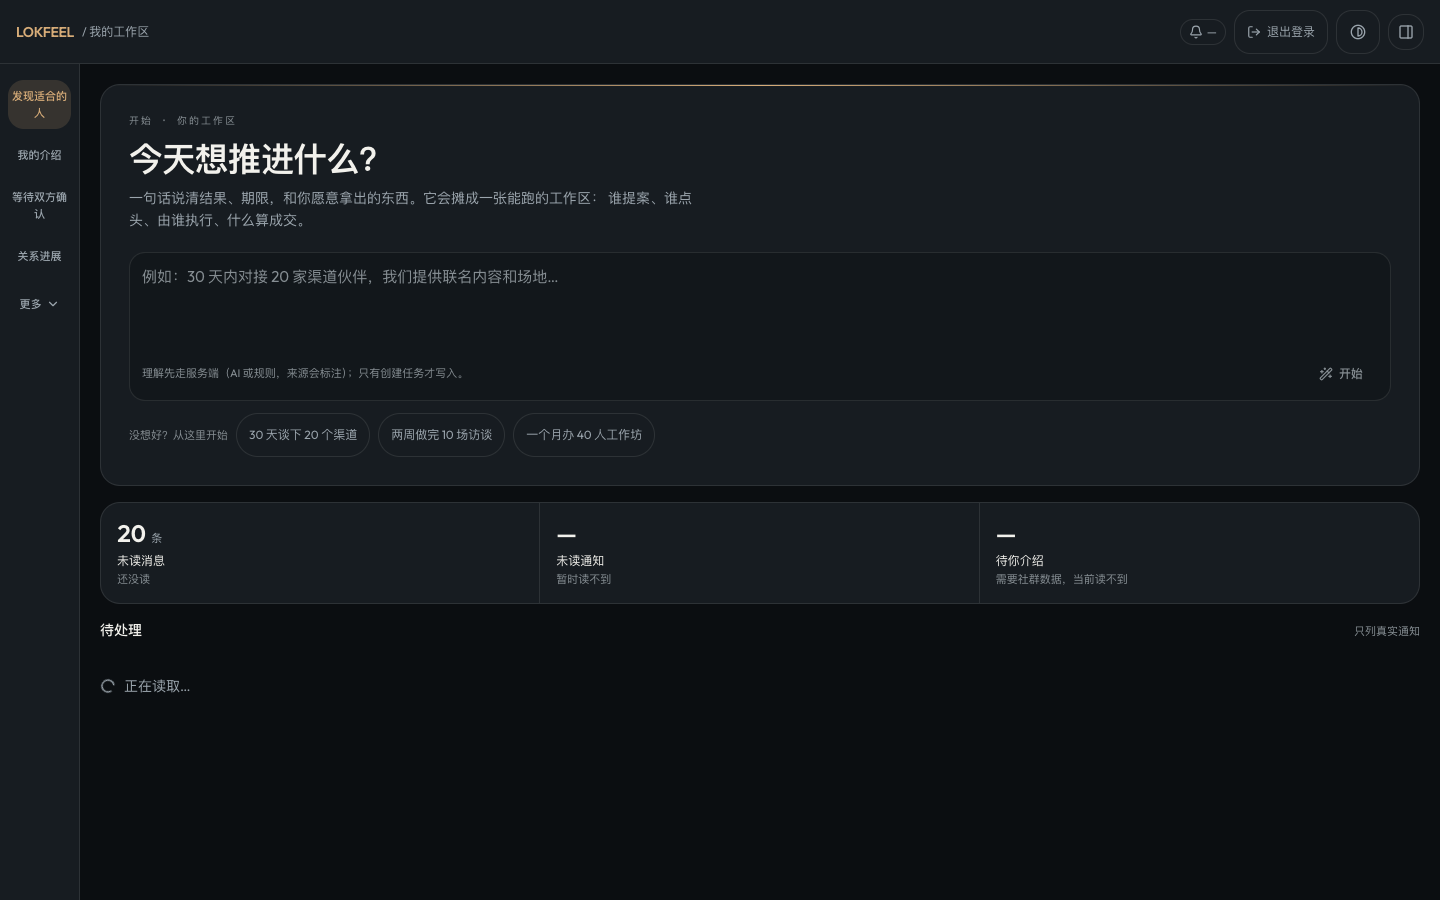 LOKFEEL / 我的工作区
—
退出登录
发现适合的
人
我的介绍
等待双方确
认
关系进展
更多
开始 · 你的工作区
今天想推进什么？
一句话说清结果、期限，和你愿意拿出的东西。它会摊成一张能跑的工作区： 谁提案、谁点
头、由谁执行、什么算成交。
例如：30 天内对接 20 家渠道伙伴，我们提供联名内容和场地…
理解先走服务端（AI 或规则，来源会标注）；只有创建任务才写入。
开始
没想好？从这里开始
30 天谈下 20 个渠道
两周做完 10 场访谈
一个月办 40 人工作坊
20 条
未读消息
还没读
—
未读通知
暂时读不到
—
待你介绍
需要社群数据，当前读不到
待处理
只列真实通知
正在读取…